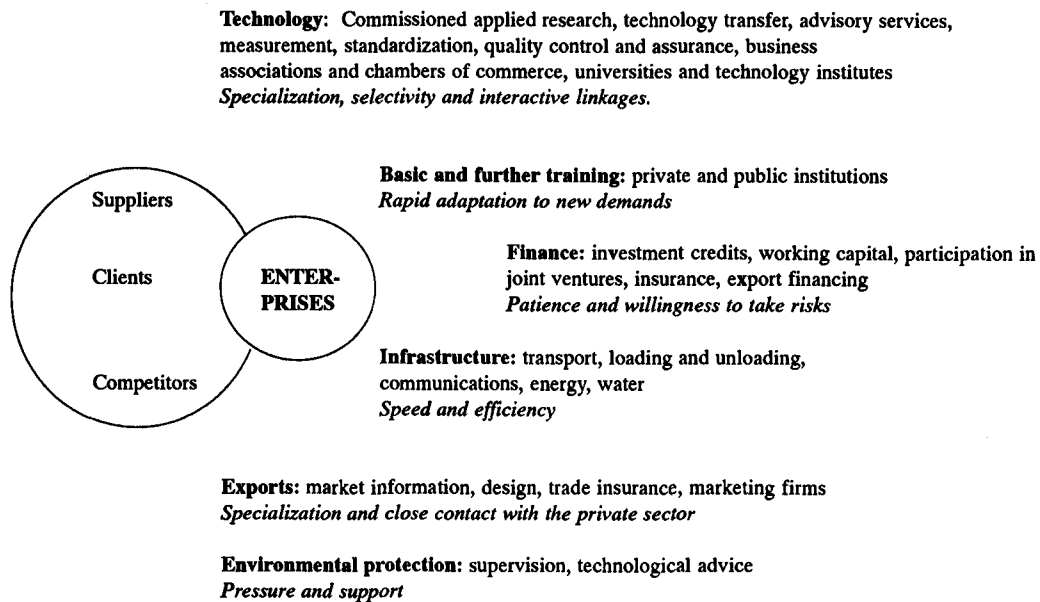 Technology: Commissioned applied research, technology transfer, advisory services,
measurement, standardization, quality control and assurance, business
associations and chambers of commerce, universities and technology institutes
Specialization, selectivity and interactive linkages.
Suppliers
Clients
Competitors
ENTER-
PRISES
Basic and further training: private and public institutions
Rapid adaptation to new demands
Finance: investment credits, working capital, participation in
joint ventures, insurance, export financing
Patience and willingness to take risks
Infrastructure: transport, loading and unloading,
communications, energy, water
Speed and efficiency
Exports: market information, design, trade insurance, marketing firms
Specialization and close contact with the private sector
Environmental protection: supervision, technological advice
Pressure and support